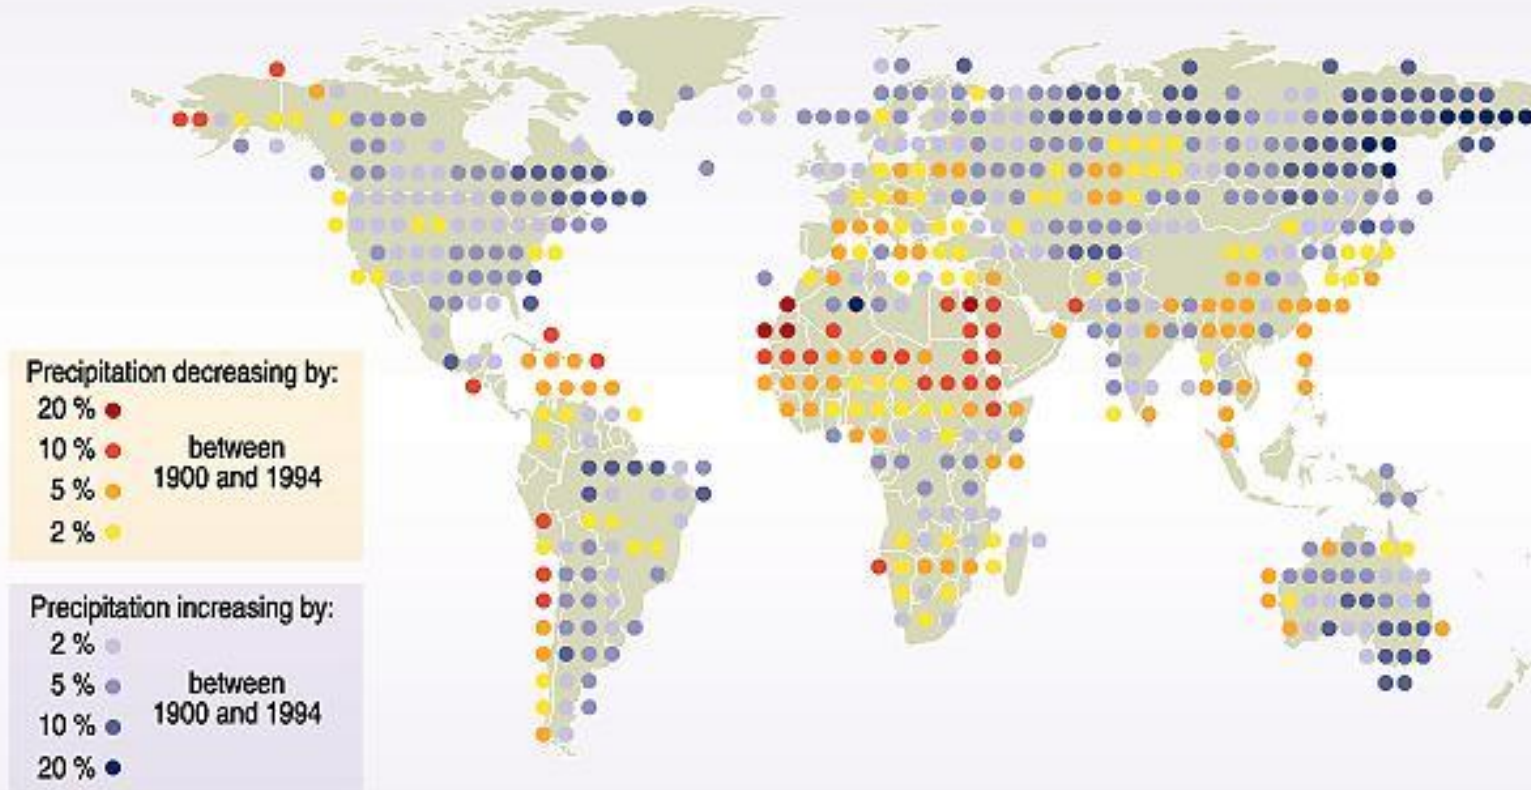 Precipitation decreasing by:
20 %
10 %
5 %
2 %
between
1900 and 1994
Precipitation increasing by:
2 %
5 %
10 %
20 %
between
1900 and 1994